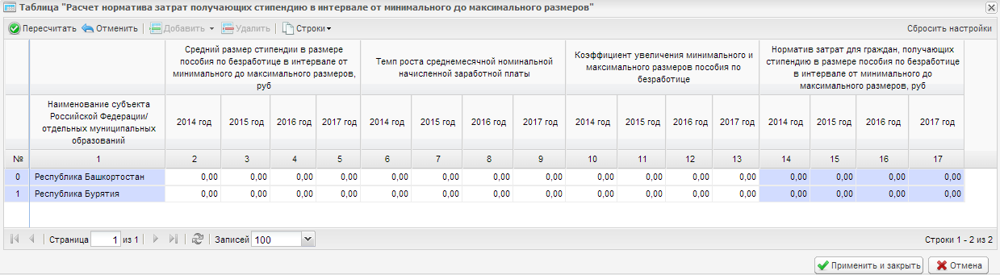 Таблица "Расчет норматива затрат получающих стипендию в интервале от минимального до максимального размеров"
Пересчитать Отменить Добавить Удалить Строки Сбросить настройки
Средний размер стипендии в размере
пособия по безработице в интервале от
минимального до максимального размеров,
руб
Темп роста среднемесячной номинальной
начисленной заработной платы
Коэффициент увеличения минимального и
максимального размеров пособия по
безработице
Норматив затрат для граждан, получающих
стипендию в размере пособия по безработице
в интервале от минимального до
максимального размеров, руб
Наименование субъекта
Российской Федерации/
отдельных муниципальных
образований
2014 год 2015 год 2016 год 2017 год 2014 год 2015 год 2016 год 2017 год 2014 год 2015 год 2016 год 2017 год 2014 год 2015 год 2016 год 2017 год
№ 1 2 3 4 5 6 7 8 9 10 11 12 13 14 15 16 17
0 Республика Башкортостан 0,00 0,00 0,00 0,00 0,00 0,00 0,00 0,00 0,00 0,00 0,00 0,00 0,00 0,00 0,00 0,00
1 Республика Бурятия 0,00 0,00 0,00 0,00 0,00 0,00 0,00 0,00 0,00 0,00 0,00 0,00 0,00 0,00 0,00 0,00
Страница 1 из 1 Записей 100 Строки 1 - 2 из 2
Применить и закрыть Отмена